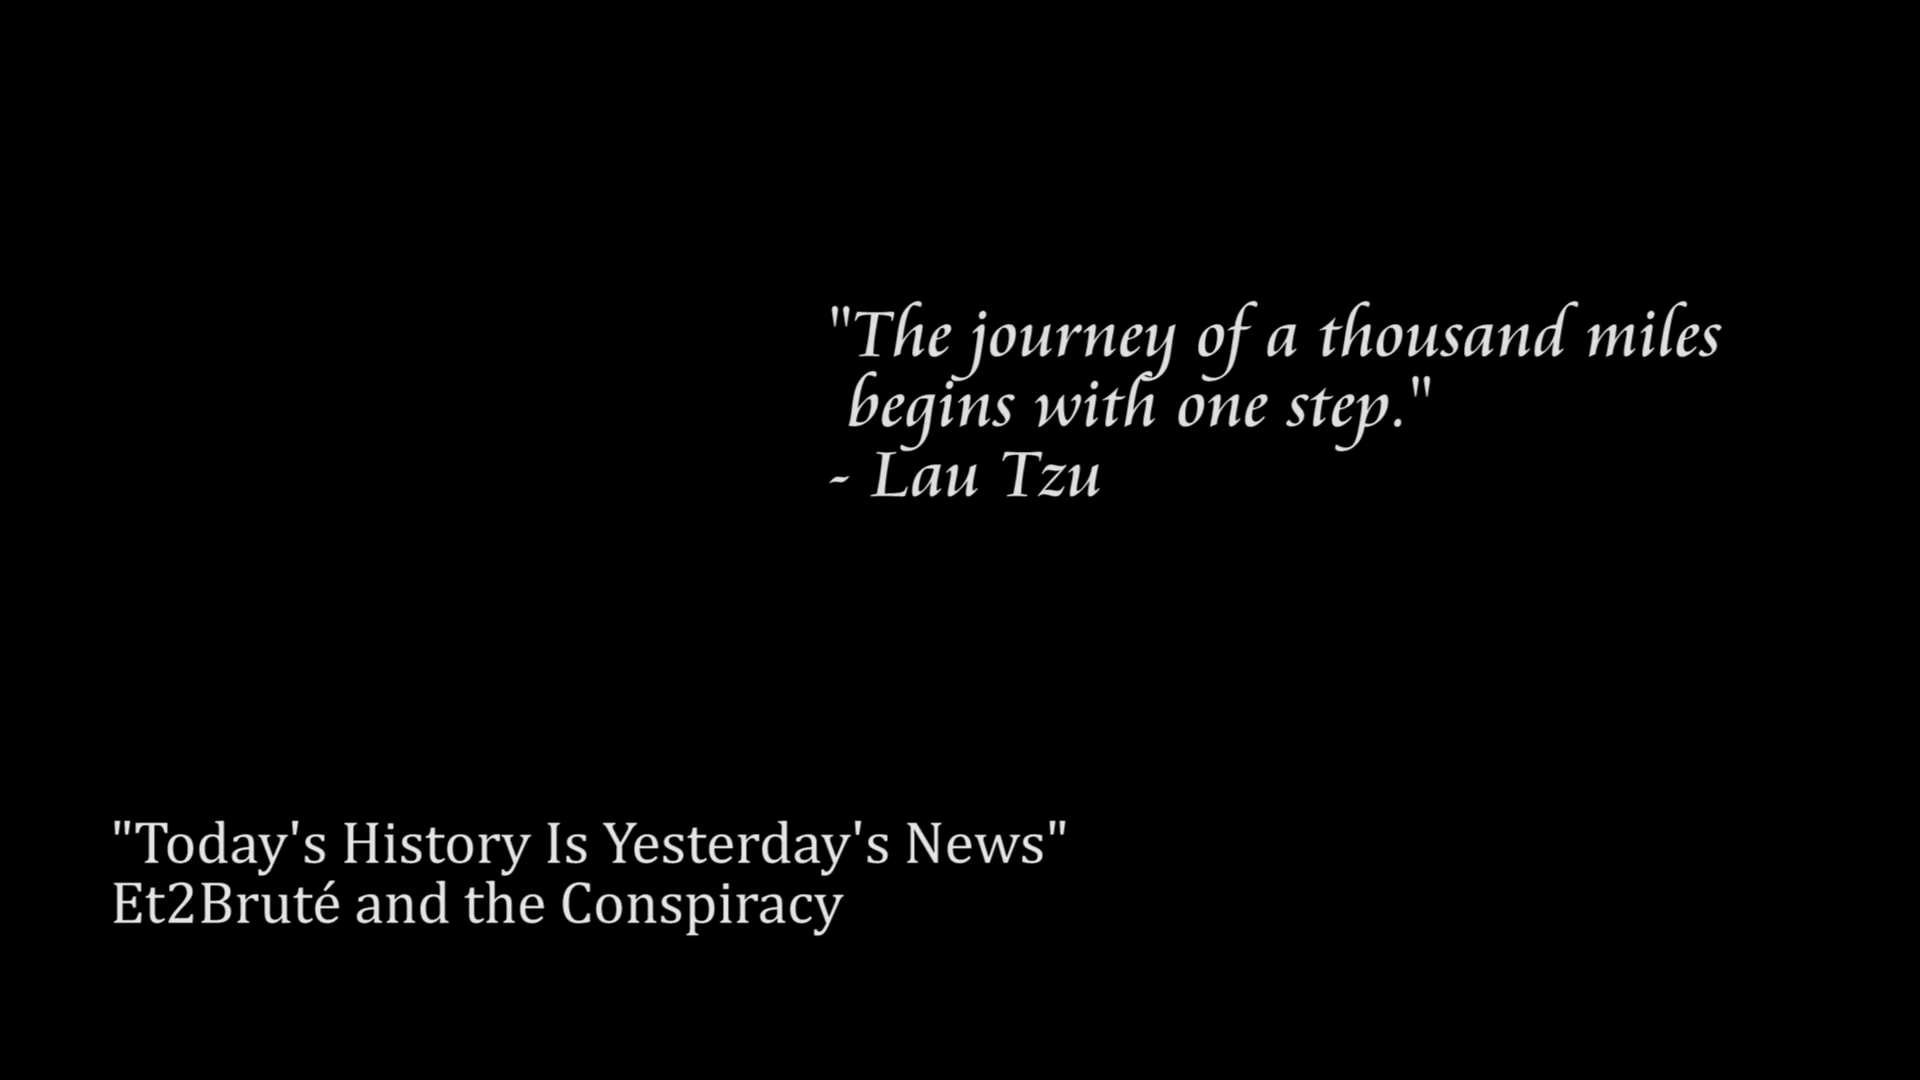 "The journey of a thousand miles
begins with one step."
- Lau Tzu
"Today's History Is Yesterday's News"
Et2Bruté and the Conspiracy